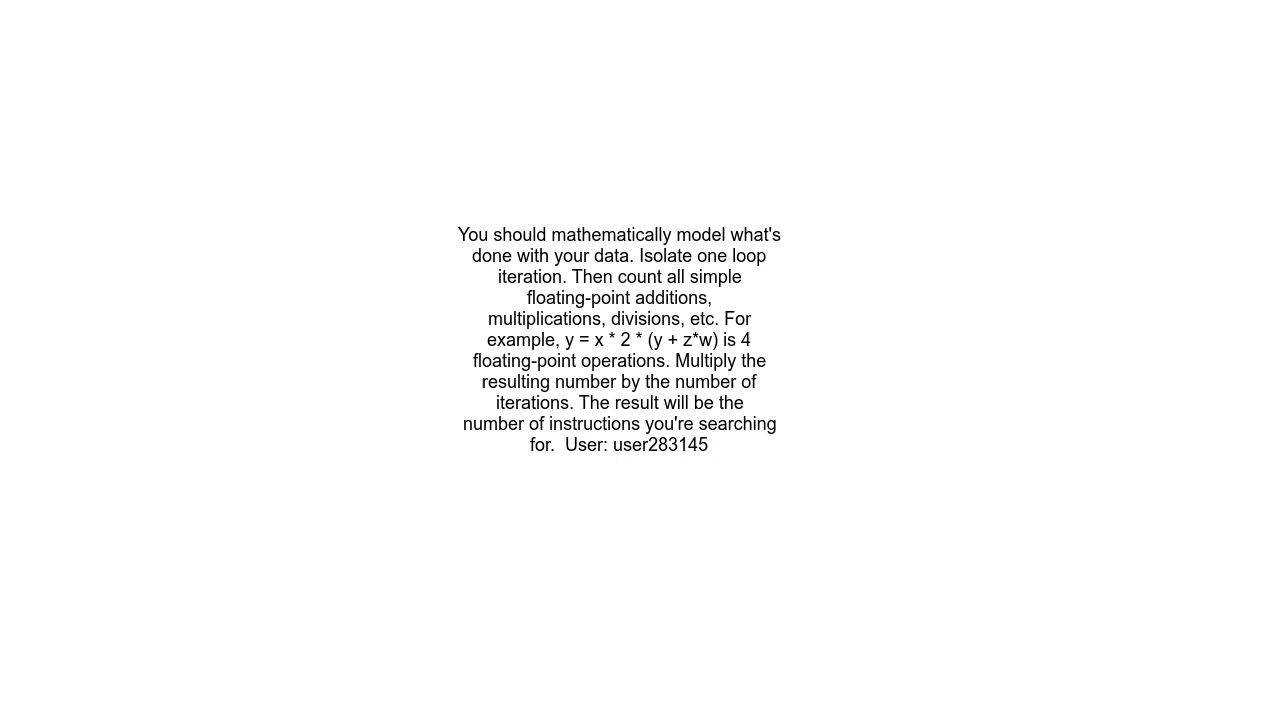 You should mathematically model what's
done with your data. Isolate one loop
iteration. Then count all simple
floating-point additions,
multiplications, divisions, etc. For
example, y = x * 2 * (y + z*w) is 4
floating-point operations. Multiply the
resulting number by the number of
iterations. The result will be the
number of instructions you're searching
for.  User: user283145